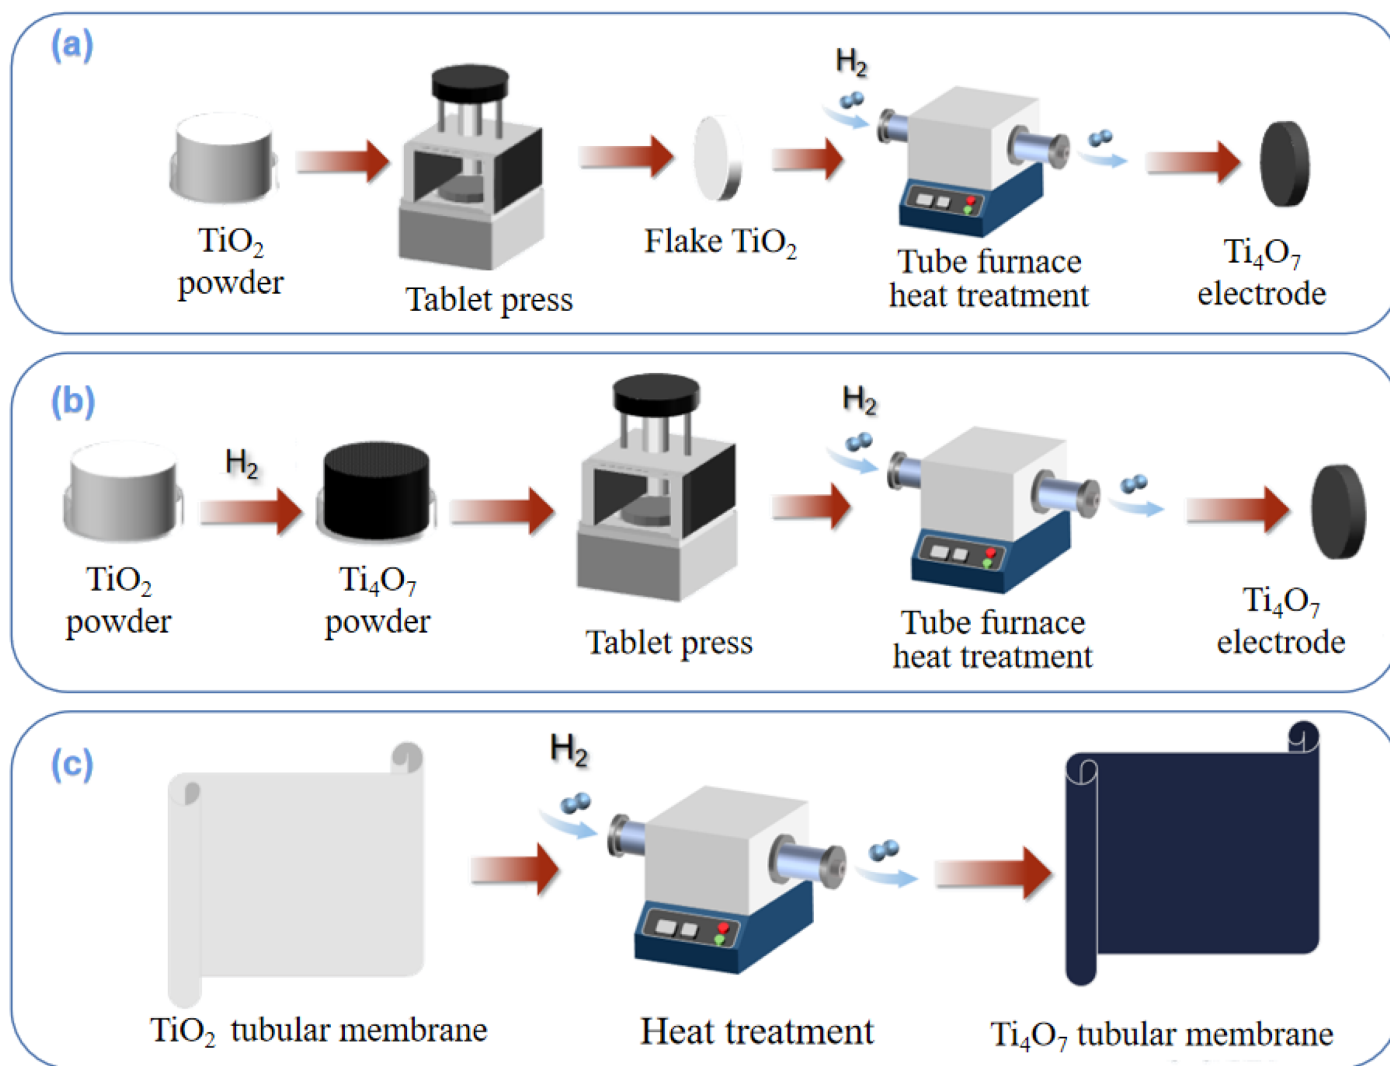 (a)
H₂
TiO₂
powder
Tablet press
Flake TiO₂
Tube furnace
heat treatment
Ti₄O₇
electrode
(b)
H₂
H₂
TiO₂
powder
Ti₄O₇
powder
Tablet press
Tube furnace
heat treatment
Ti₄O₇
electrode
(c)
H₂
TiO₂ tubular membrane
Heat treatment
Ti₄O₇ tubular membrane